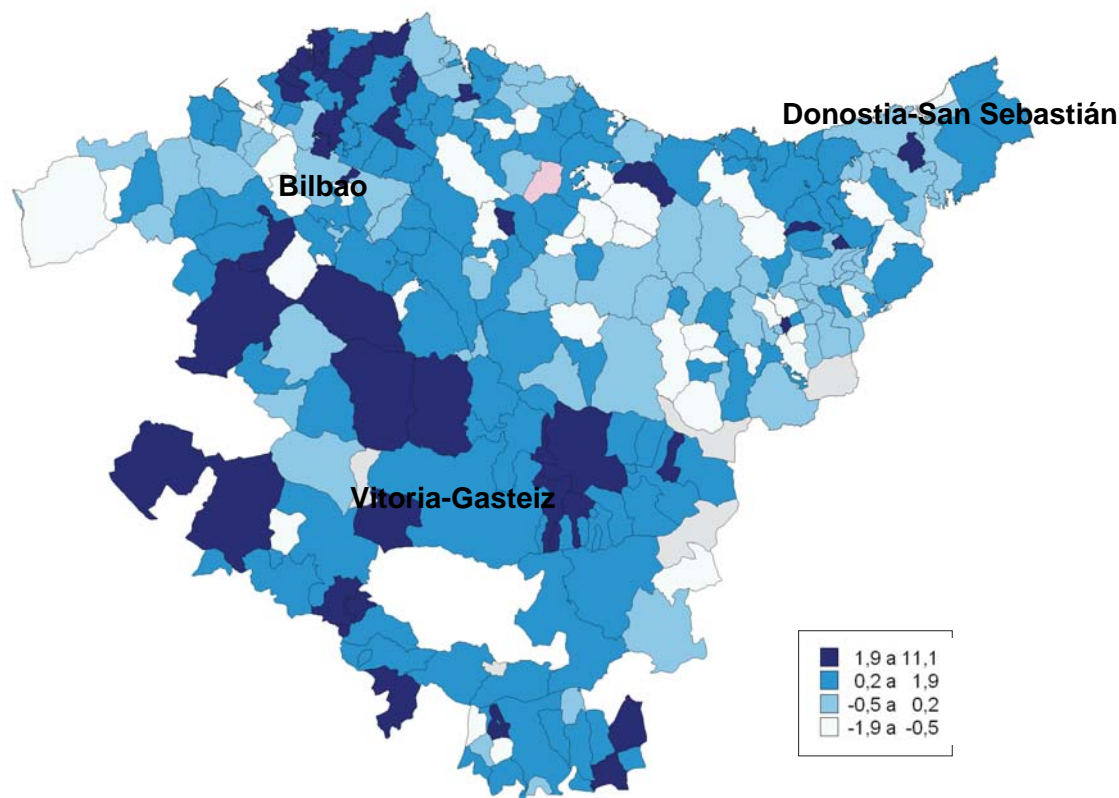 Donostia-San Sebastián
Bilbao
Vitoria-Gasteiz
1,9 a 11,1
0,2 a 1,9
-0,5 a 0,2
-1,9 a -0,5